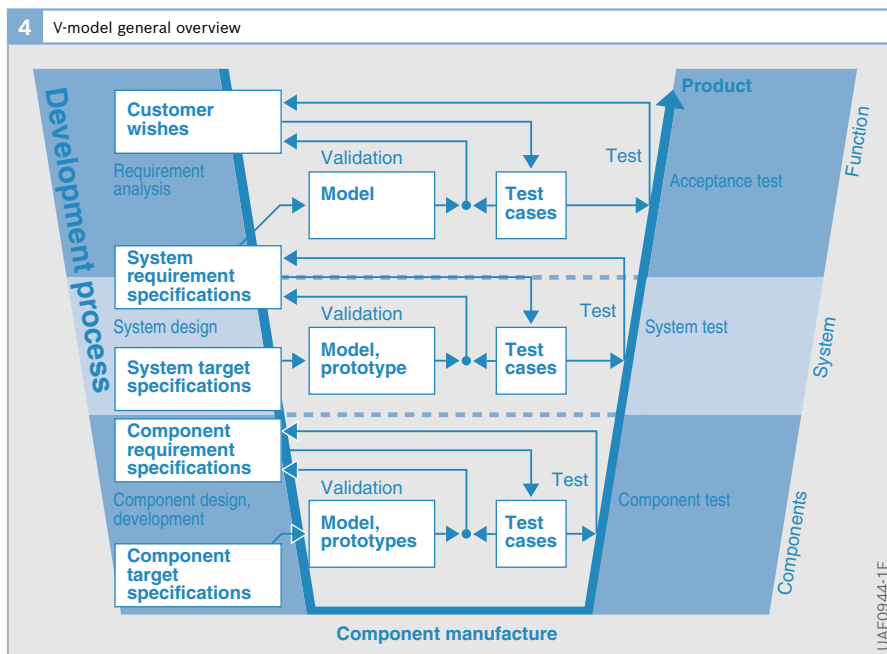 4 V-model general overview
Development process
Product
Customer
wishes
Requirement
analysis
Validation
Model
Test
cases
Test
Acceptance test
Function
System
requirement
specifications
System design
System target
specifications
Validation
Model,
prototype
Test
cases
Test
System test
System
Component
requirement
specifications
Component design,
development
Component
target
specifications
Validation
Model,
prototypes
Test
cases
Test
Component test
Components
Component manufacture
UAE0944-1E